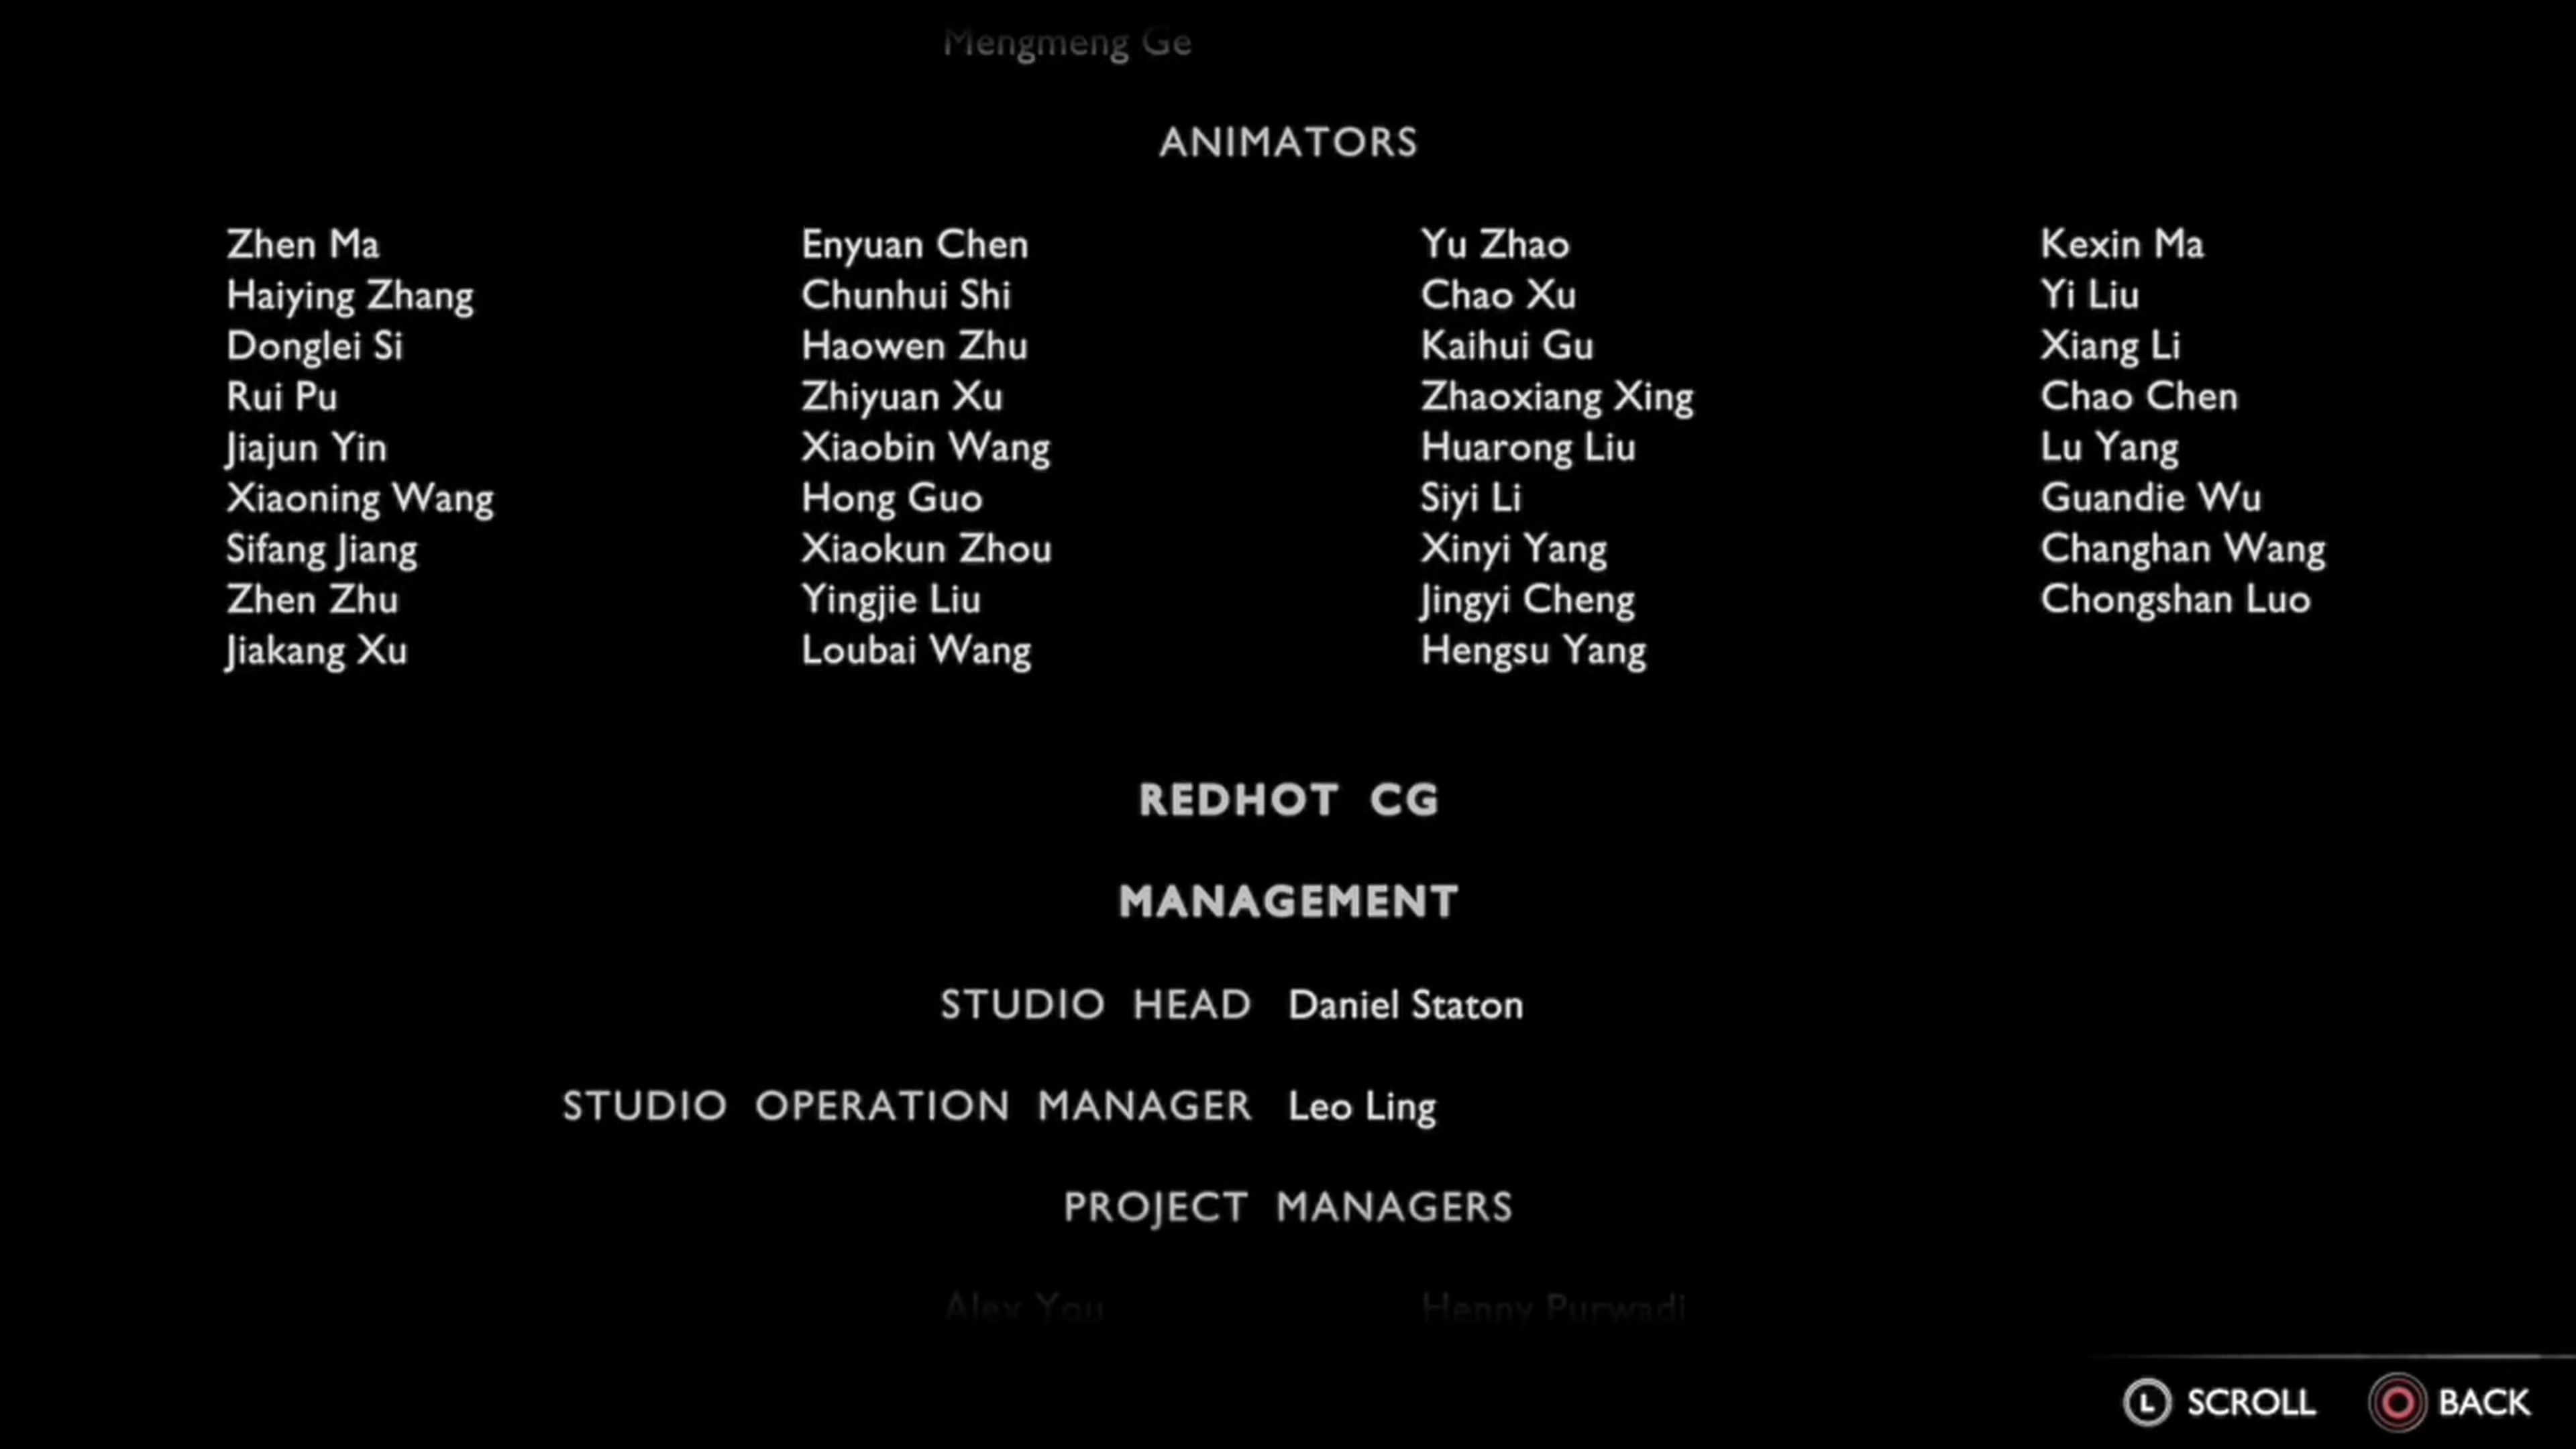 Mengmeng Ge
ANIMATORS
Zhen Ma Enyuan Chen Yu Zhao Kexin Ma
Haiying Zhang Chunhui Shi Chao Xu Yi Liu
Donglei Si Haowen Zhu Kaihui Gu Xiang Li
Rui Pu Zhiyuan Xu Zhaoxiang Xing Chao Chen
Jiajun Yin Xiaobin Wang Huarong Liu Lu Yang
Xiaoning Wang Hong Guo Siyi Li Guandie Wu
Sifang Jiang Xiaokun Zhou Xinyi Yang Changhan Wang
Zhen Zhu Yingjie Liu Jingyi Cheng Chongshan Luo
Jiakang Xu Loubai Wang Hengsu Yang
REDHOT CG
MANAGEMENT
STUDIO HEAD Daniel Staton
STUDIO OPERATION MANAGER Leo Ling
PROJECT MANAGERS
Alex You Henny Purwadi
L SCROLL BACK